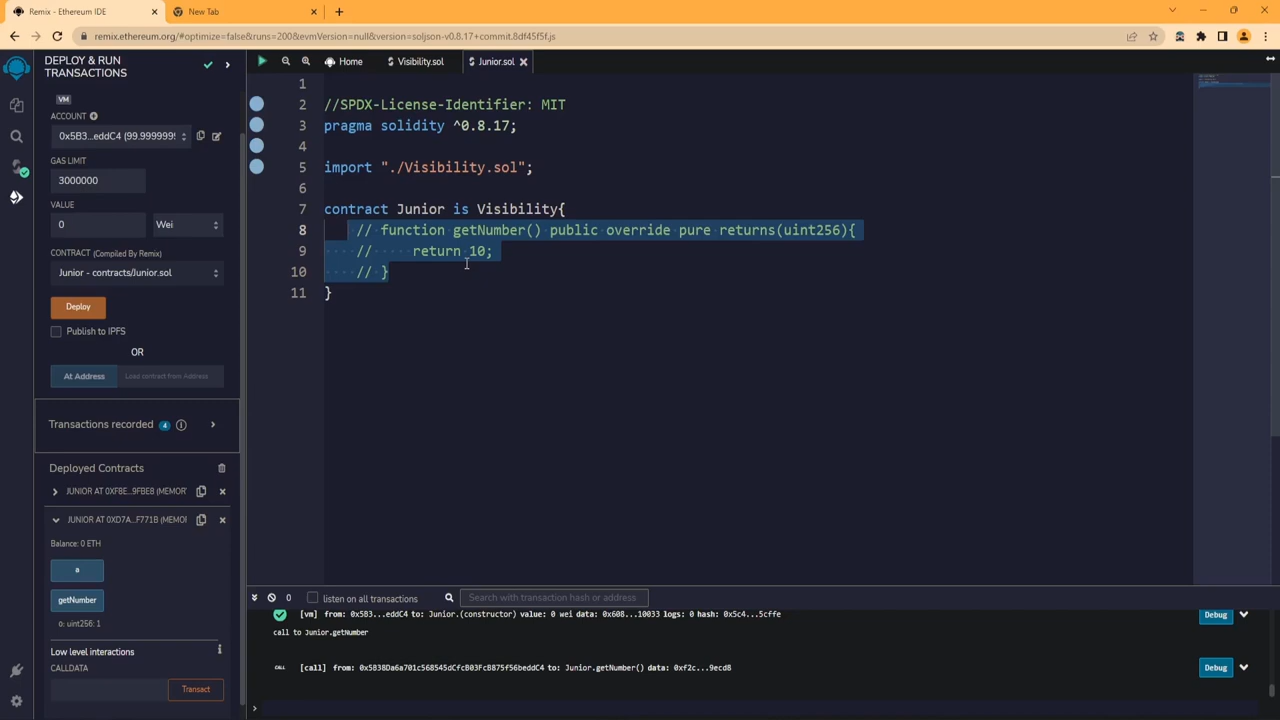 Remix - Ethereum IDE
New Tab
remix.ethereum.org/#optimize=false&runs=200&evmVersion=null&version=soljson-v0.8.17+commit.8df45f5f.js
DEPLOY & RUN
TRANSACTIONS
VM
ACCOUNT
0x5B3...eddC4 (99.9999999
GAS LIMIT
3000000
VALUE
0
Wei
CONTRACT (Compiled By Remix)
Junior - contracts/Junior.sol
Deploy
Publish to IPFS
OR
At Address
Load contract from Address
Transactions recorded 4 i
Deployed Contracts
JUNIOR AT 0XF8E...9FBE8 (MEMOR
JUNIOR AT 0XD7A...F771B (MEMOR
Balance: 0 ETH
a
getNumber
0: uint256: 1
Low level interactions
CALLDATA
Transact
Home
Visibility.sol
Junior.sol
1
2 //SPDX-License-Identifier: MIT
3 pragma solidity ^0.8.17;
4
5 import "./Visibility.sol";
6
7 contract Junior is Visibility{
8 // function getNumber() public override pure returns(uint256){
9 // return 10;
10 // }
11 }
0
listen on all transactions
Search with transaction hash or address
[vm] from: 0x5B3...eddC4 to: Junior.(constructor) value: 0 wei data: 0x608...10033 logs: 0 hash: 0x5c4...5cffe
Debug
call to Junior.getNumber
CALL [call] from: 0x5B38Da6a701c568545dCfcB03FcB875f56beddC4 to: Junior.getNumber() data: 0xf2c...9ecd8
Debug
>